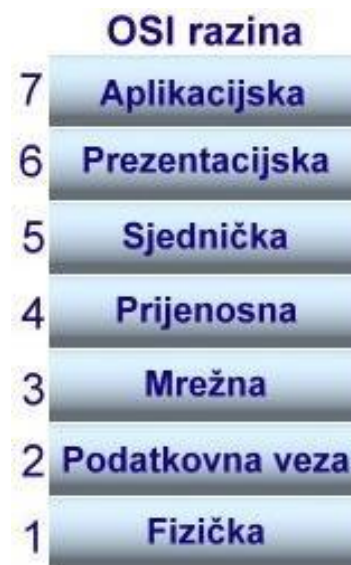 OSI razina
7 Aplikacijska
6 Prezentacijska
5 Sjednička
4 Prijenosna
3 Mrežna
2 Podatkovna veza
1 Fizička